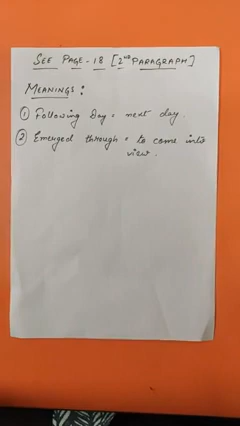 SEE PAGE-18 [2ND PARAGRAPH]
MEANINGS:
① Following Day = next day.
② Emerged through = to come into
view.